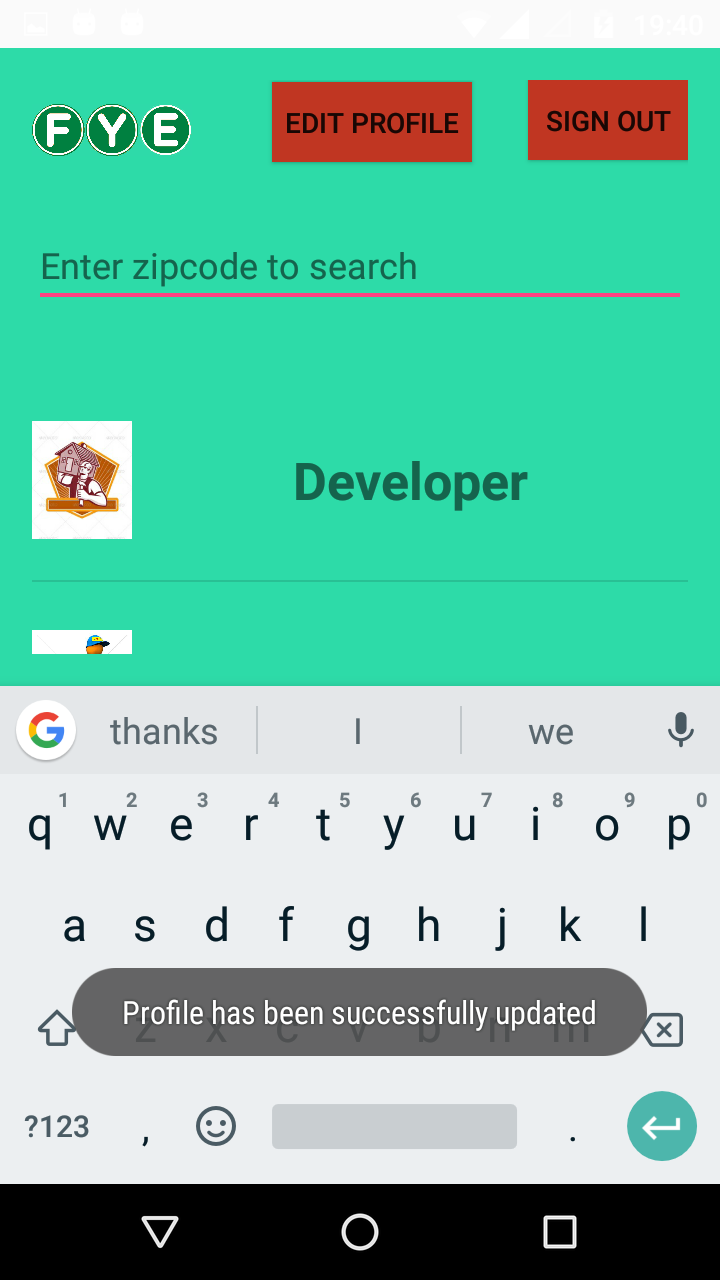 19:40
FYE
EDIT PROFILE
SIGN OUT
Enter zipcode to search
Developer
thanks
I
we
1 2 3 4 5 6 7 8 9 0
q w e r t y u i o p
a s d f g h j k l
Profile has been successfully updated
z x c v b n m
?123 , .